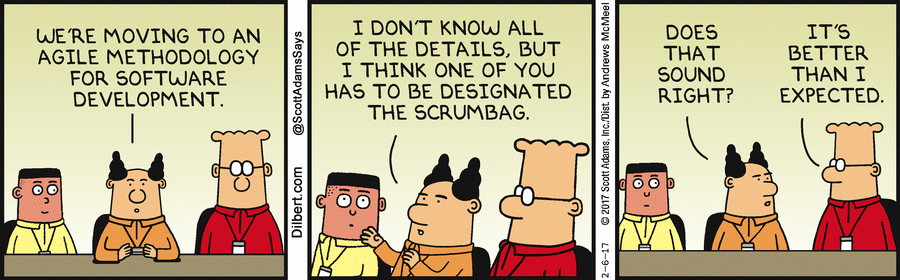 WE'RE MOVING TO AN
AGILE METHODOLOGY
FOR SOFTWARE
DEVELOPMENT.
Dilbert.com @ScottAdamsSays
I DON'T KNOW ALL
OF THE DETAILS, BUT
I THINK ONE OF YOU
HAS TO BE DESIGNATED
THE SCRUMBAG.
2-6-17 © 2017 Scott Adams, Inc./Dist. by Andrews McMeel
DOES
THAT
SOUND
RIGHT?
IT'S
BETTER
THAN I
EXPECTED.